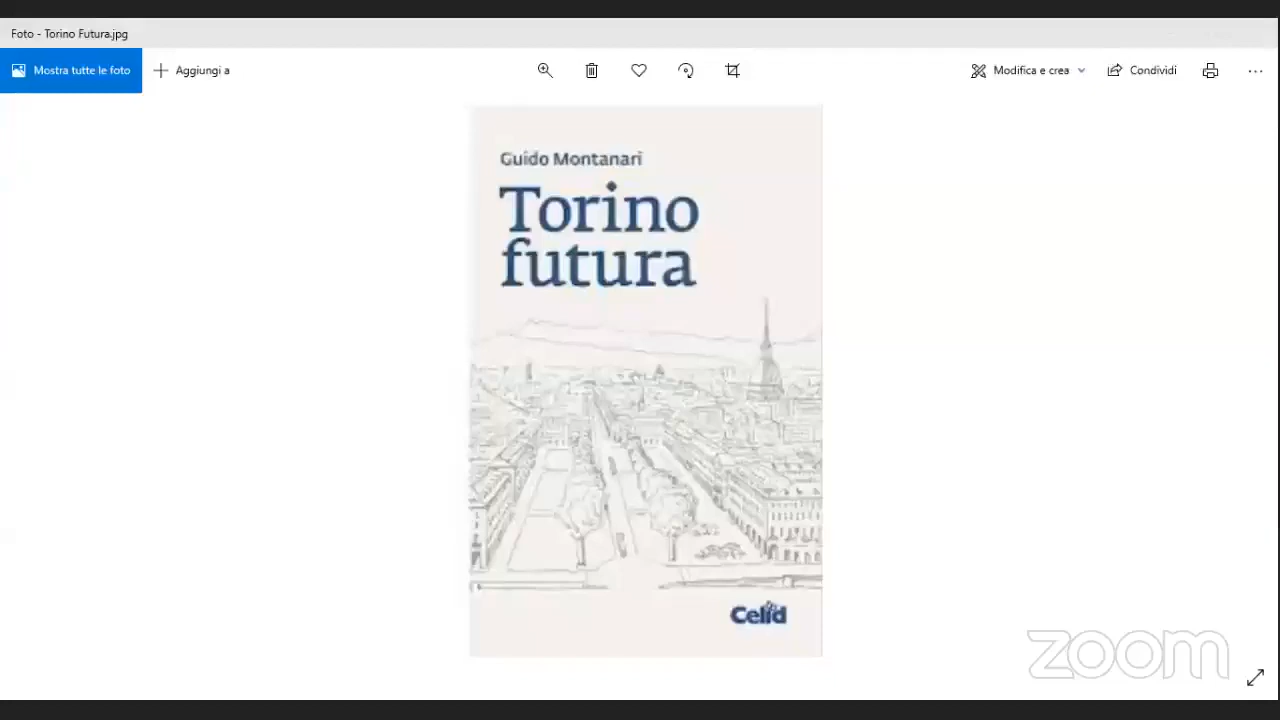 Foto - Torino Futura.jpg
Mostra tutte le foto
Aggiungi a
Modifica e crea
Condividi
Guido Montanari
Torino
futura
Celid
zoom